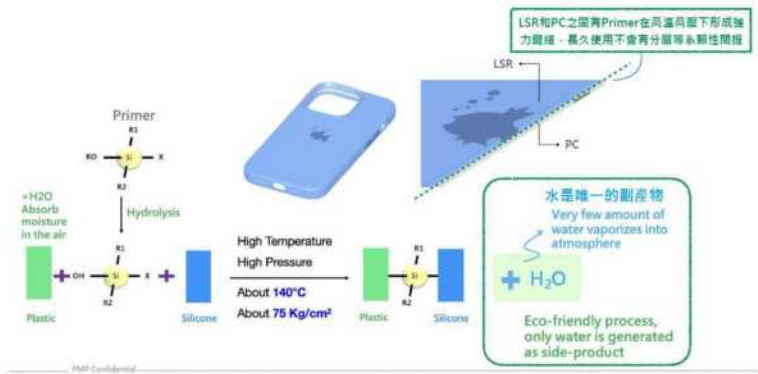 LSR和PC之間有Primer在高溫高壓下形成強
力鍵結,長久使用不會有分層等系賴性問提
LSR
PC
Primer
R1
RO
Si
X
R2
+H2O
Absorb
moisture
in the air
Hydrolysis
R1
OH
Si
X
R2
Plastic
Silicone
High Temperature
High Pressure
About 140°C
About 75 Kg/cm²
R1
Si
R2
Plastic
Silicone
水是唯一的副產物
Very few amount of
water vaporizes into
atmosphere
+ H₂O
Eco-friendly process,
only water is generated
as side-product
PMP Confidential